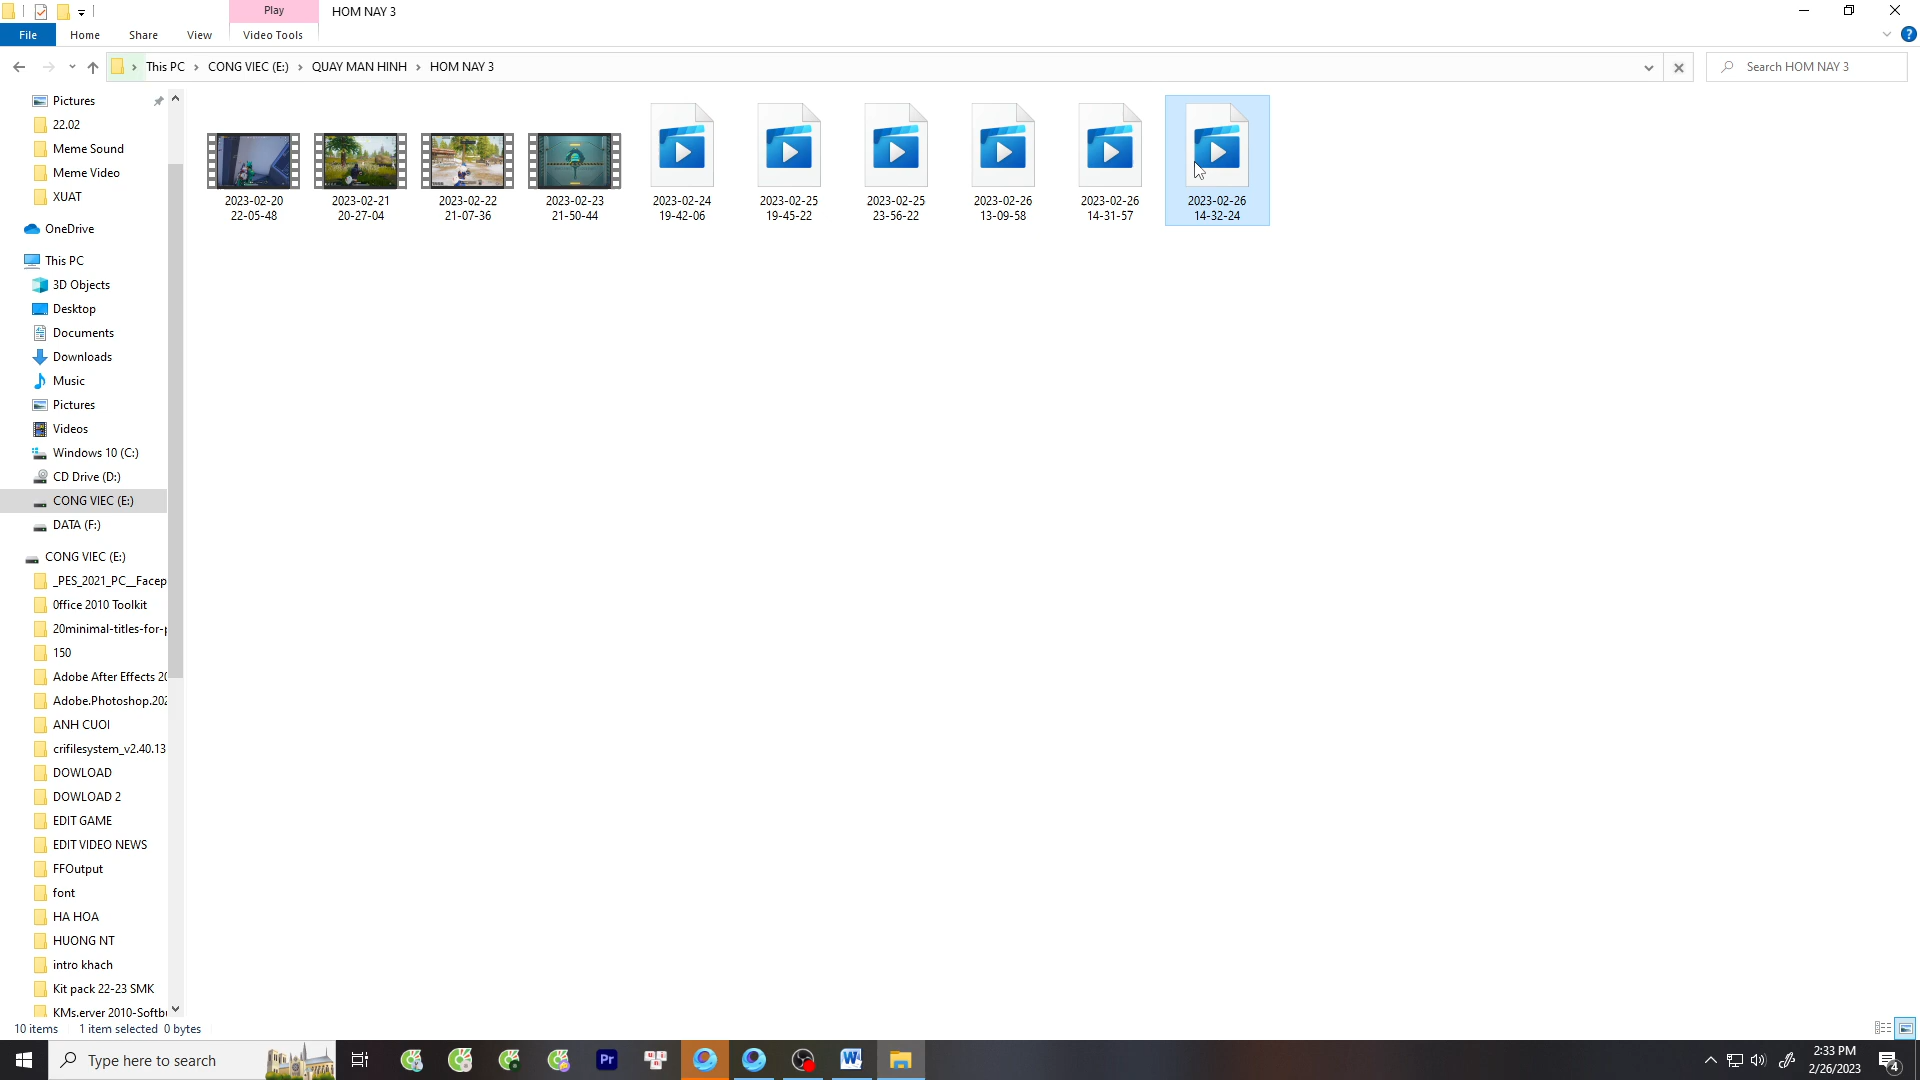 Play
HOM NAY 3
File
Home
Share
View
Video Tools
This PC
CONG VIEC (E:)
QUAY MAN HINH
HOM NAY 3
Search HOM NAY 3
Pictures
22.02
Meme Sound
Meme Video
XUAT
OneDrive
This PC
3D Objects
Desktop
Documents
Downloads
Music
Pictures
Videos
Windows 10 (C:)
CD Drive (D:)
CONG VIEC (E:)
DATA (F:)
CONG VIEC (E:)
_PES_2021_PC__Facep
Office 2010 Toolkit
20minimal-titles-for-p
150
Adobe After Effects 20
Adobe.Photoshop.202
ANH CUOI
crifilesystem_v2.40.13
DOWLOAD
DOWLOAD 2
EDIT GAME
EDIT VIDEO NEWS
FFOutput
font
HA HOA
HUONG NT
intro khach
Kit pack 22-23 SMK
KMs.erver 2010-Softbu
2023-02-20
22-05-48
2023-02-21
20-27-04
2023-02-22
21-07-36
2023-02-23
21-50-44
2023-02-24
19-42-06
2023-02-25
19-45-22
2023-02-25
23-56-22
2023-02-26
13-09-58
2023-02-26
14-31-57
2023-02-26
14-32-24
10 items
1 item selected 0 bytes
Type here to search
Pr
W
2:33 PM
2/26/2023
4